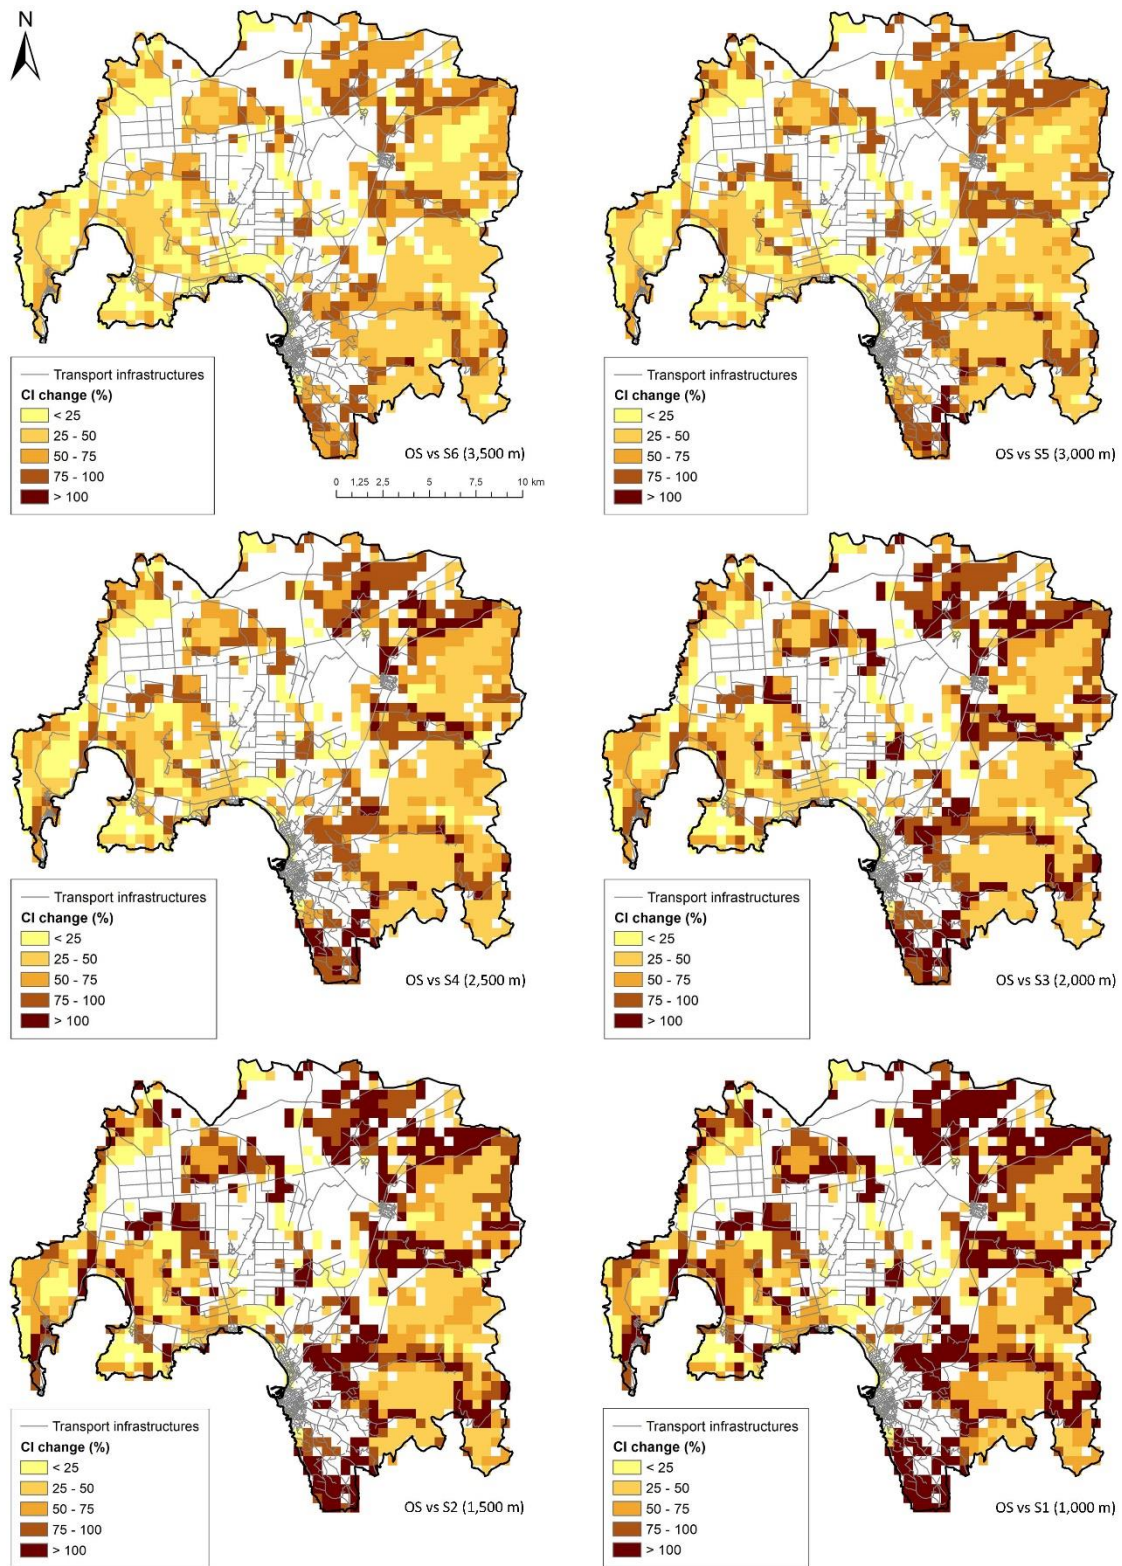 N
Transport infrastructures
CI change (%)
< 25
25 - 50
50 - 75
75 - 100
> 100
OS vs S6 (3,500 m)
0 1,25 2,5 5 7,5 10 km
Transport infrastructures
CI change (%)
< 25
25 - 50
50 - 75
75 - 100
> 100
OS vs S5 (3,000 m)
Transport infrastructures
CI change (%)
< 25
25 - 50
50 - 75
75 - 100
> 100
OS vs S4 (2,500 m)
Transport infrastructures
CI change (%)
< 25
25 - 50
50 - 75
75 - 100
> 100
OS vs S3 (2,000 m)
Transport infrastructures
CI change (%)
< 25
25 - 50
50 - 75
75 - 100
> 100
OS vs S2 (1,500 m)
Transport infrastructures
CI change (%)
< 25
25 - 50
50 - 75
75 - 100
> 100
OS vs S1 (1,000 m)